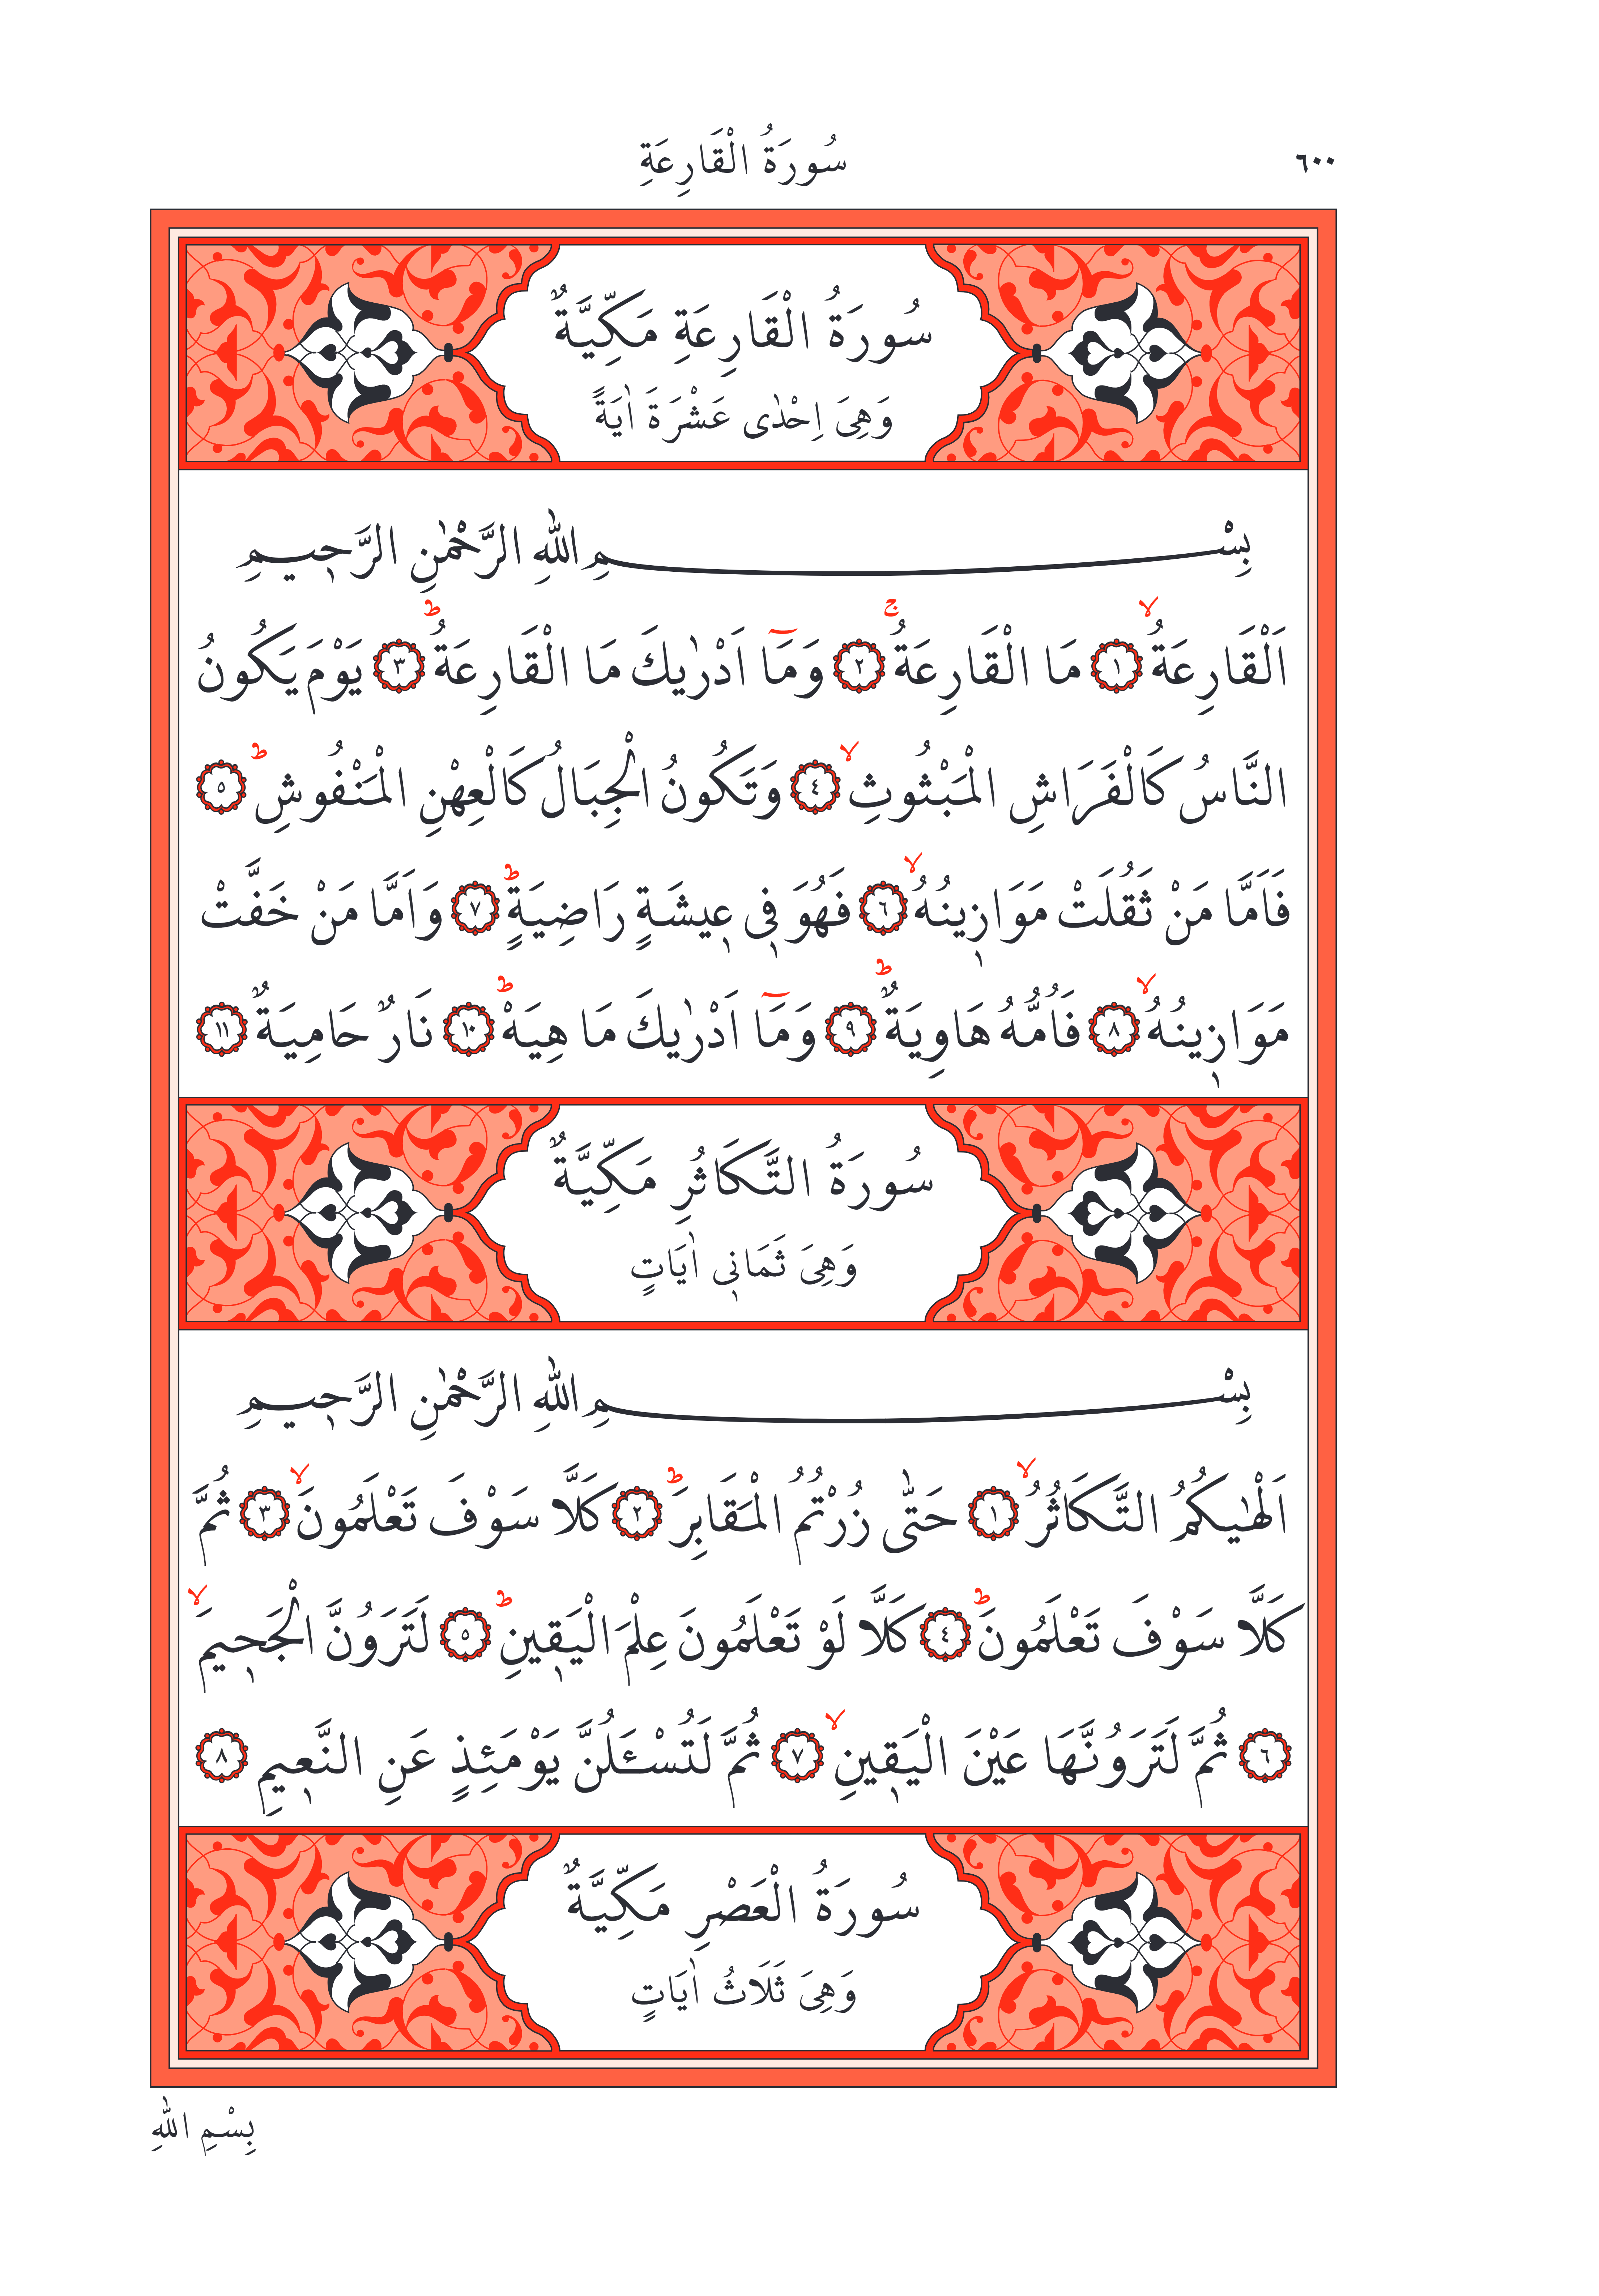 ٦٠٠ سُورَةُ الْقَارِعَةِ
سُورَةُ الْقَارِعَةِ مَكِّيَّةٌ
وَهِيَ اِحْدٰى عَشْرَةَ اٰيَةً
بِسْمِ اللّٰهِ الرَّحْمٰنِ الرَّحٖيمِ
اَلْقَارِعَةُۙ ﴿١﴾ مَا الْقَارِعَةُۚ ﴿٢﴾ وَمَٓا اَدْرٰيكَ مَا الْقَارِعَةُؕ ﴿٣﴾ يَوْمَ يَكُونُ
النَّاسُ كَالْفَرَاشِ الْمَبْثُوثِۙ ﴿٤﴾ وَتَكُونُ الْجِبَالُ كَالْعِهْنِ الْمَنْفُوشِؕ ﴿٥﴾
فَاَمَّا مَنْ ثَقُلَتْ مَوَازٖينُهُۙ ﴿٦﴾ فَهُوَ فٖى عٖيشَةٍ رَاضِيَةٍؕ ﴿٧﴾ وَاَمَّا مَنْ خَفَّتْ
مَوَازٖينُهُۙ ﴿٨﴾ فَاُمُّهُ هَاوِيَةٌؕ ﴿٩﴾ وَمَٓا اَدْرٰيكَ مَا هِيَهْؕ ﴿١٠﴾ نَارٌ حَامِيَةٌ ﴿١١﴾
سُورَةُ التَّكَاثُرِ مَكِّيَّةٌ
وَهِيَ ثَمَانٖى اٰيَاتٍ
بِسْمِ اللّٰهِ الرَّحْمٰنِ الرَّحٖيمِ
اَلْهٰيكُمُ التَّكَاثُرُۙ ﴿١﴾ حَتّٰى زُرْتُمُ الْمَقَابِرَؕ ﴿٢﴾ كَلَّا سَوْفَ تَعْلَمُونَۙ ﴿٣﴾ ثُمَّ
كَلَّا سَوْفَ تَعْلَمُونَؕ ﴿٤﴾ كَلَّا لَوْ تَعْلَمُونَ عِلْمَ الْيَقٖينِؕ ﴿٥﴾ لَتَرَوُنَّ الْجَحٖيمَۙ
﴿٦﴾ ثُمَّ لَتَرَوُنَّهَا عَيْنَ الْيَقٖينِۙ ﴿٧﴾ ثُمَّ لَتُسْـَٔلُنَّ يَوْمَئِذٍ عَنِ النَّعٖيمِ ﴿٨﴾
سُورَةُ الْعَصْرِ مَكِّيَّةٌ
وَهِيَ ثَلَاثُ اٰيَاتٍ
بِسْمِ اللّٰهِ